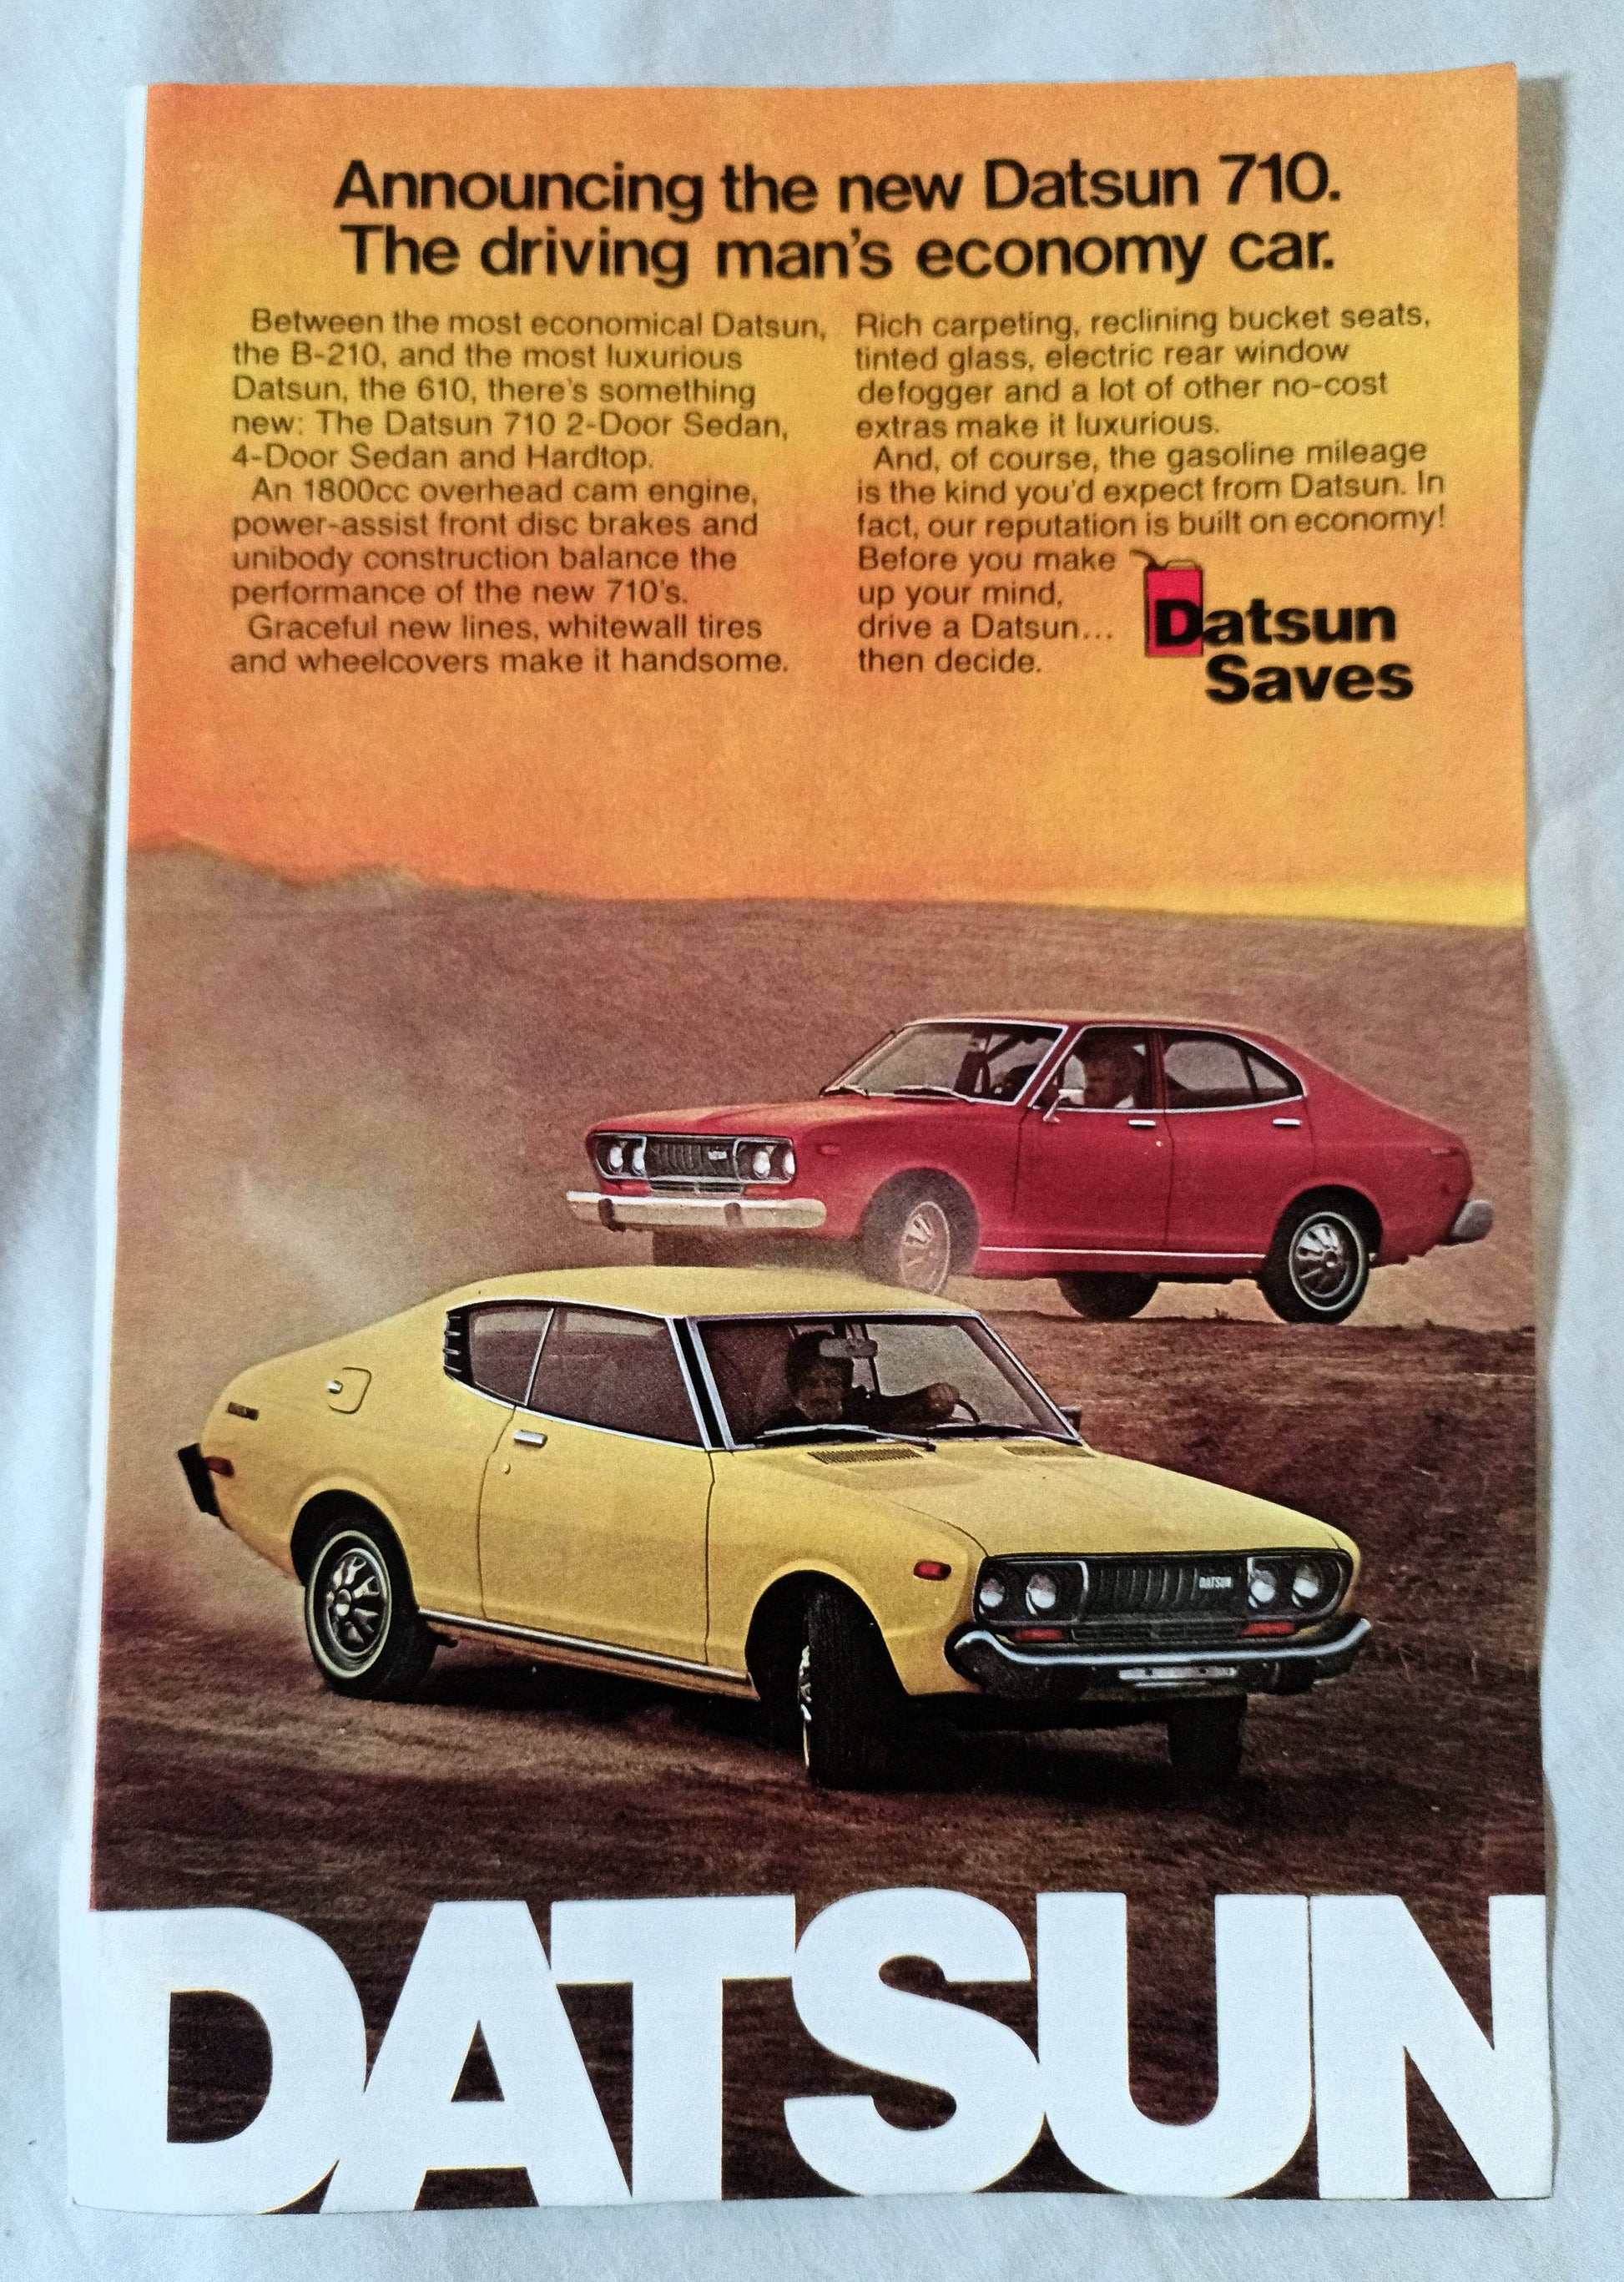 Announcing the new Datsun 710.
The driving man's economy car.
Between the most economical Datsun,
the B-210, and the most luxurious
Datsun, the 610, there's something
new: The Datsun 710 2-Door Sedan,
4-Door Sedan and Hardtop.
An 1800cc overhead cam engine,
power-assist front disc brakes and
unibody construction balance the
performance of the new 710's.
Graceful new lines, whitewall tires
and wheelcovers make it handsome.
Rich carpeting, reclining bucket seats,
tinted glass, electric rear window
defogger and a lot of other no-cost
extras make it luxurious.
And, of course, the gasoline mileage
is the kind you'd expect from Datsun. In
fact, our reputation is built on economy!
Before you make
up your mind,
drive a Datsun...
then decide.
Datsun
Saves
DATSUN
DATSUN